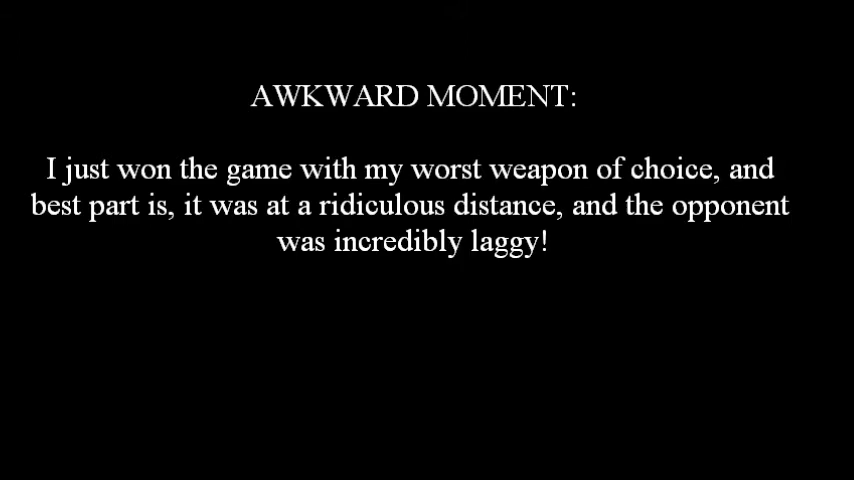 AWKWARD MOMENT:
I just won the game with my worst weapon of choice, and
best part is, it was at a ridiculous distance, and the opponent
was incredibly laggy!